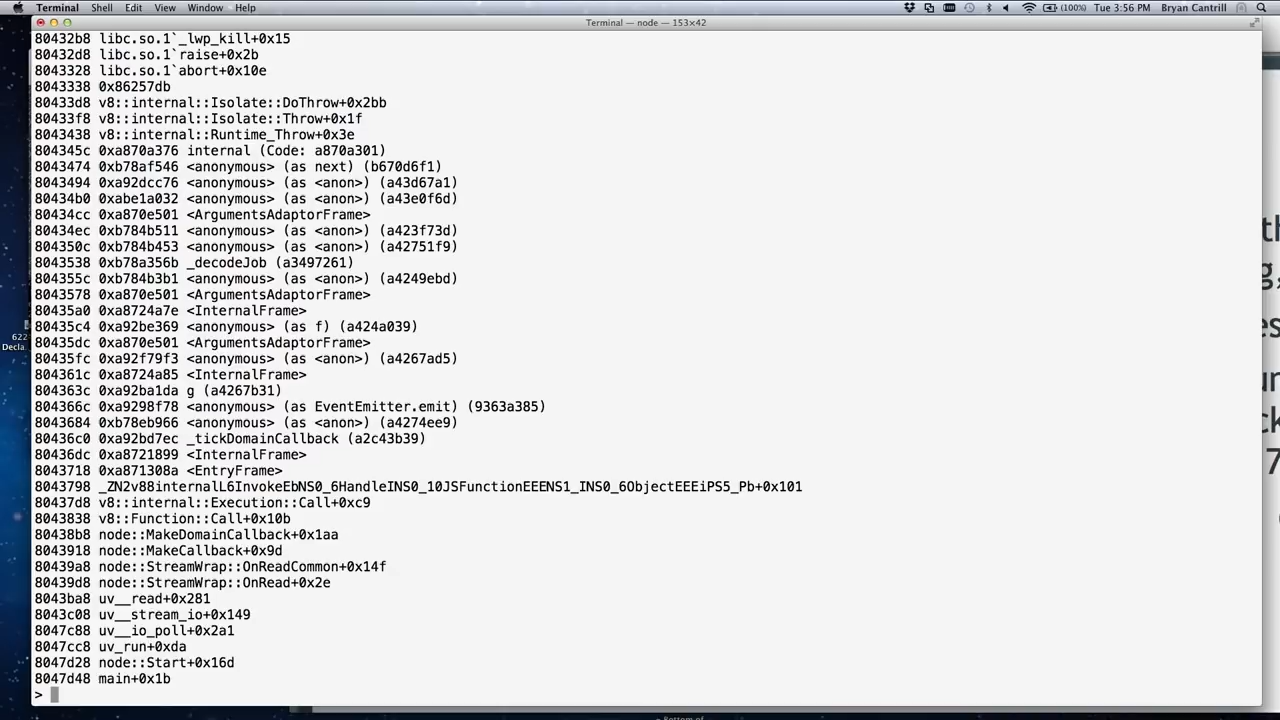 Terminal Shell Edit View Window Help (100%) Tue 3:56 PM Bryan Cantrill
Terminal — node — 153×42
80432b8 libc.so.1`_lwp_kill+0x15
80432d8 libc.so.1`raise+0x2b
8043328 libc.so.1`abort+0x10e
8043338 0x86257db
80433d8 v8::internal::Isolate::DoThrow+0x2bb
80433f8 v8::internal::Isolate::Throw+0x1f
8043438 v8::internal::Runtime_Throw+0x3e
804345c 0xa870a376 internal (Code: a870a301)
8043474 0xb78af546 <anonymous> (as next) (b670d6f1)
8043494 0xa92dcc76 <anonymous> (as <anon>) (a43d67a1)
80434b0 0xabe1a032 <anonymous> (as <anon>) (a43e0f6d)
80434cc 0xa870e501 <ArgumentsAdaptorFrame>
80434ec 0xb784b511 <anonymous> (as <anon>) (a423f73d)
804350c 0xb784b453 <anonymous> (as <anon>) (a42751f9)
8043538 0xb78a356b _decodeJob (a3497261)
804355c 0xb784b3b1 <anonymous> (as <anon>) (a4249ebd)
8043578 0xa870e501 <ArgumentsAdaptorFrame>
80435a0 0xa8724a7e <InternalFrame>
80435c4 0xa92be369 <anonymous> (as f) (a424a039)
80435dc 0xa870e501 <ArgumentsAdaptorFrame>
80435fc 0xa92f79f3 <anonymous> (as <anon>) (a4267ad5)
804361c 0xa8724a85 <InternalFrame>
804363c 0xa92ba1da g (a4267b31)
804366c 0xa9298f78 <anonymous> (as EventEmitter.emit) (9363a385)
8043684 0xb78eb966 <anonymous> (as <anon>) (a4274ee9)
80436c0 0xa92bd7ec _tickDomainCallback (a2c43b39)
80436dc 0xa8721899 <InternalFrame>
8043718 0xa871308a <EntryFrame>
8043798 _ZN2v88internalL6InvokeEbNS0_6HandleINS0_10JSFunctionEEENS1_INS0_6ObjectEEEiPS5_Pb+0x101
80437d8 v8::internal::Execution::Call+0xc9
8043838 v8::Function::Call+0x10b
80438b8 node::MakeDomainCallback+0x1aa
8043918 node::MakeCallback+0x9d
80439a8 node::StreamWrap::OnReadCommon+0x14f
80439d8 node::StreamWrap::OnRead+0x2e
8043ba8 uv__read+0x281
8043c08 uv__stream_io+0x149
8047c88 uv__io_poll+0x2a1
8047cc8 uv_run+0xda
8047d28 node::Start+0x16d
8047d48 main+0x1b
>
622
Decla